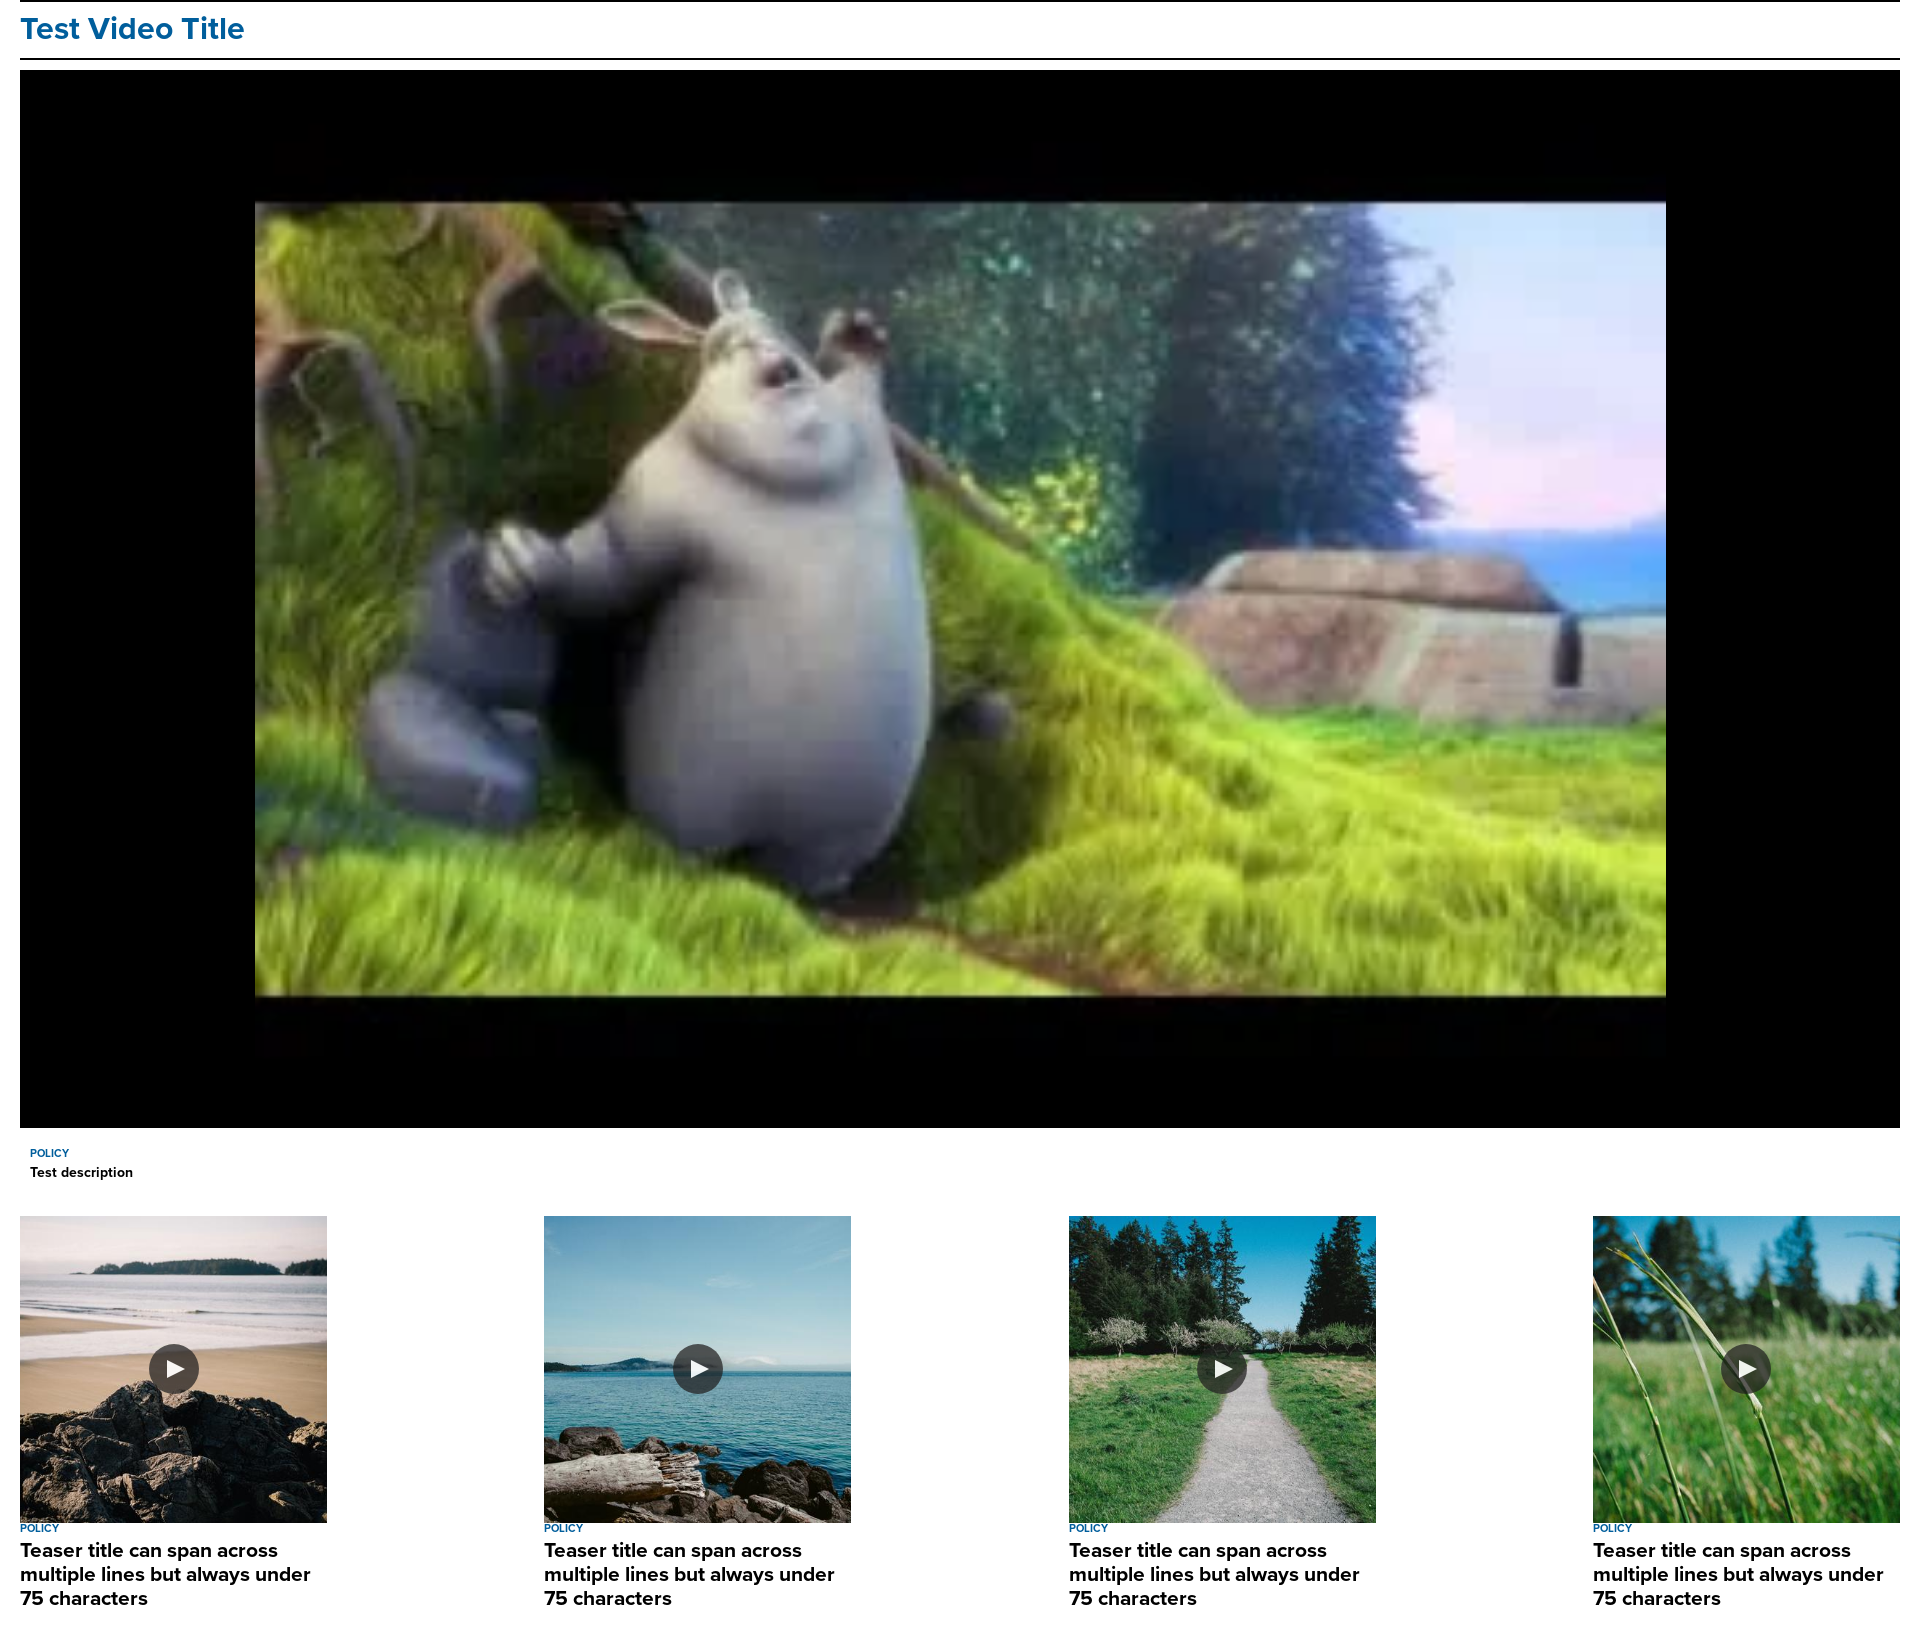 Test Video Title
POLICY
Test description
POLICY
Teaser title can span across
multiple lines but always under
75 characters
POLICY
Teaser title can span across
multiple lines but always under
75 characters
POLICY
Teaser title can span across
multiple lines but always under
75 characters
POLICY
Teaser title can span across
multiple lines but always under
75 characters